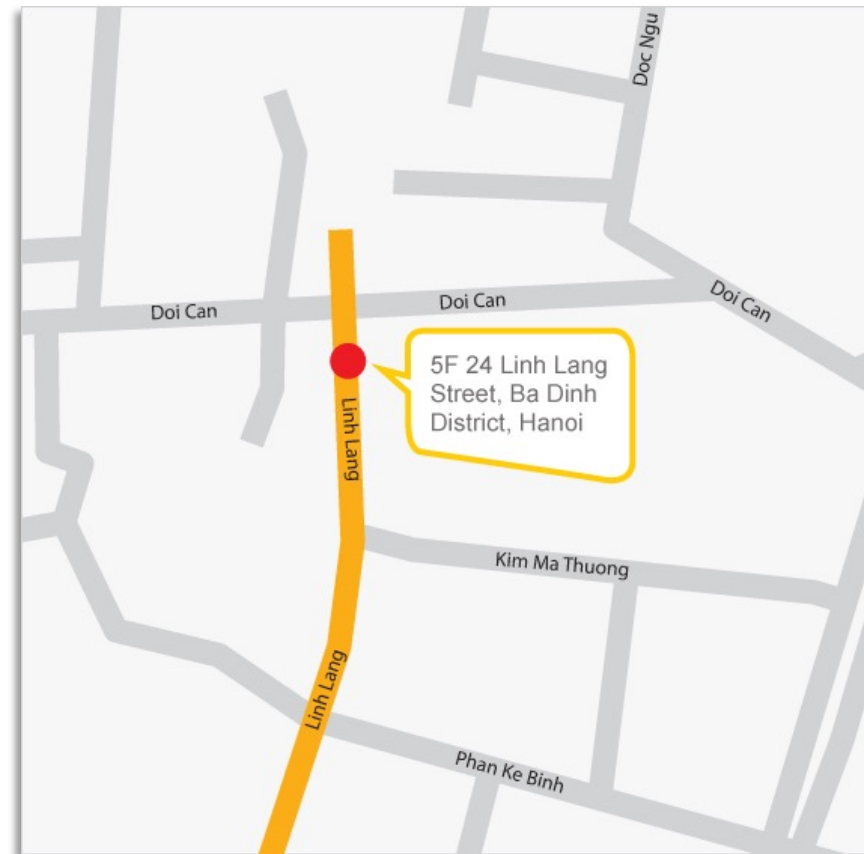 Doc Ngu
Doi Can
Doi Can
Doi Can
5F 24 Linh Lang
Street, Ba Dinh
District, Hanoi
Linh Lang
Kim Ma Thuong
Linh Lang
Phan Ke Binh